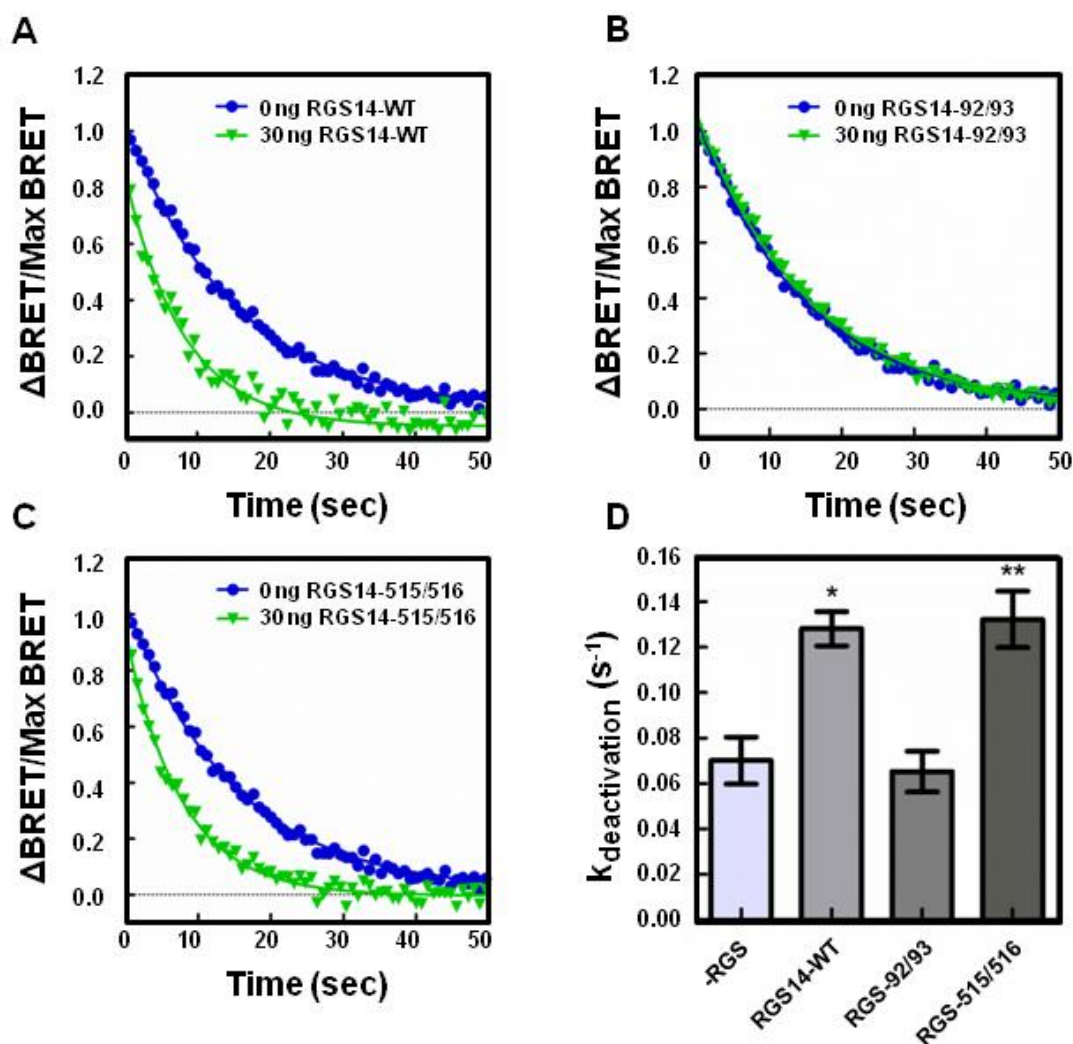 A
ΔBRET/Max BRET
1.2
1.0
0.8
0.6
0.4
0.2
0.0
0 ng RGS14-WT
30 ng RGS14-WT
0
10
20
30
40
50
Time (sec)
B
ΔBRET/Max BRET
1.2
1.0
0.8
0.6
0.4
0.2
0.0
0 ng RGS14-92/93
30 ng RGS14-92/93
0
10
20
30
40
50
Time (sec)
C
ΔBRET/Max BRET
1.2
1.0
0.8
0.6
0.4
0.2
0.0
0 ng RGS14-515/516
30 ng RGS14-515/516
0
10
20
30
40
50
Time (sec)
D
kdeactivation (s-1)
0.16
0.14
0.12
0.10
0.08
0.06
0.04
0.02
0.00
*
**
-RGS
RGS14-WT
RGS-92/93
RGS-515/516